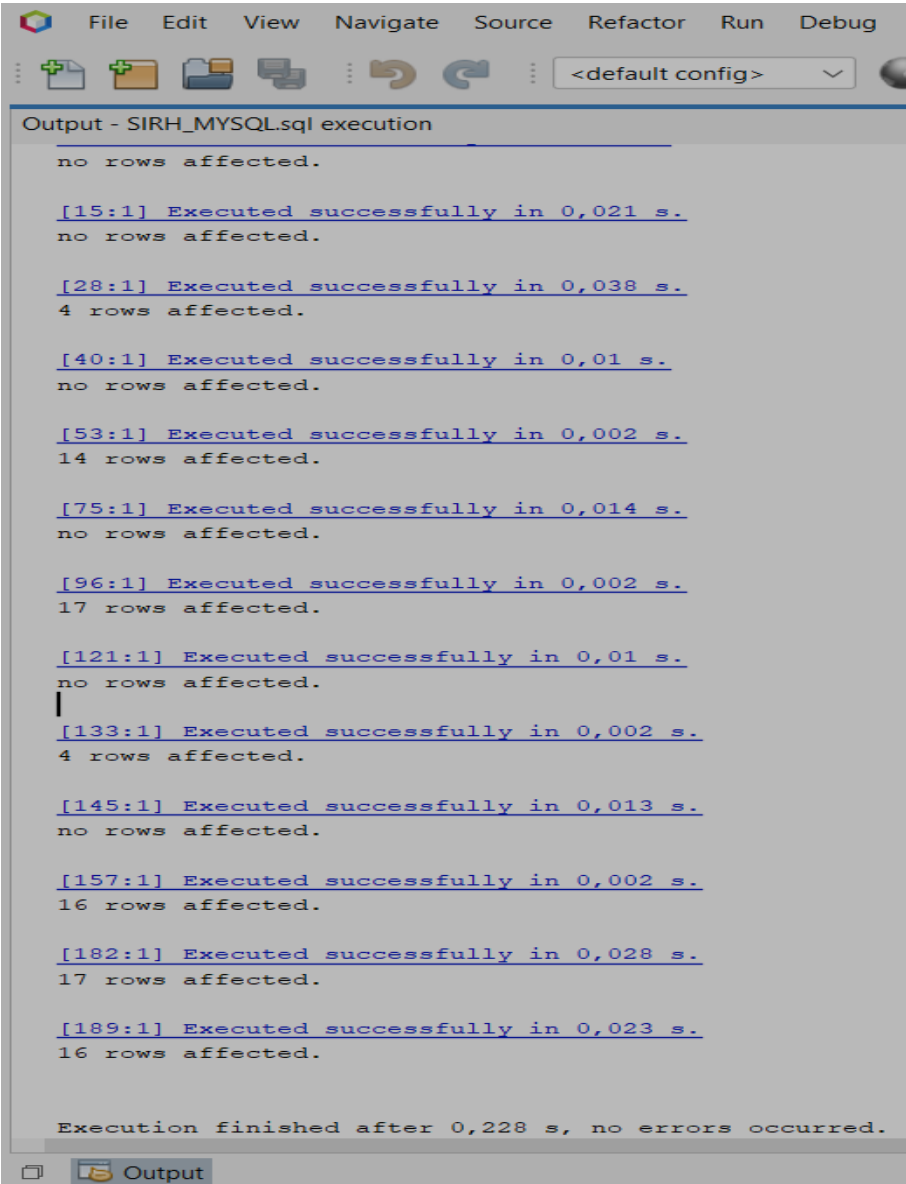 File Edit View Navigate Source Refactor Run Debug
<default config>
Output - SIRH_MYSQL.sql execution
no rows affected.
[15:1] Executed successfully in 0,021 s.
no rows affected.
[28:1] Executed successfully in 0,038 s.
4 rows affected.
[40:1] Executed successfully in 0,01 s.
no rows affected.
[53:1] Executed successfully in 0,002 s.
14 rows affected.
[75:1] Executed successfully in 0,014 s.
no rows affected.
[96:1] Executed successfully in 0,002 s.
17 rows affected.
[121:1] Executed successfully in 0,01 s.
no rows affected.
[133:1] Executed successfully in 0,002 s.
4 rows affected.
[145:1] Executed successfully in 0,013 s.
no rows affected.
[157:1] Executed successfully in 0,002 s.
16 rows affected.
[182:1] Executed successfully in 0,028 s.
17 rows affected.
[189:1] Executed successfully in 0,023 s.
16 rows affected.
Execution finished after 0,228 s, no errors occurred.
Output